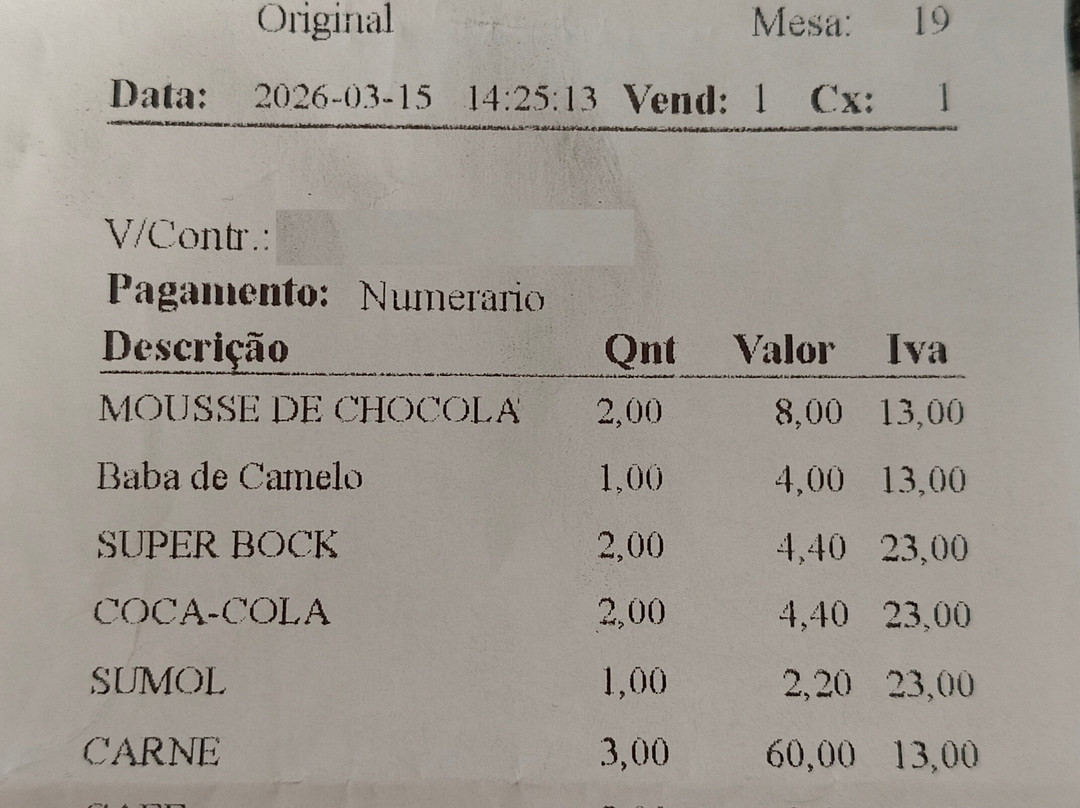 Original Mesa: 19
Data: 2026-03-15 14:25:13 Vend: 1 Cx: 1
V/Contr.:
Pagamento: Numerario
Descrição Qnt Valor Iva
MOUSSE DE CHOCOLA 2,00 8,00 13,00
Baba de Camelo 1,00 4,00 13,00
SUPER BOCK 2,00 4,40 23,00
COCA-COLA 2,00 4,40 23,00
SUMOL 1,00 2,20 23,00
CARNE 3,00 60,00 13,00